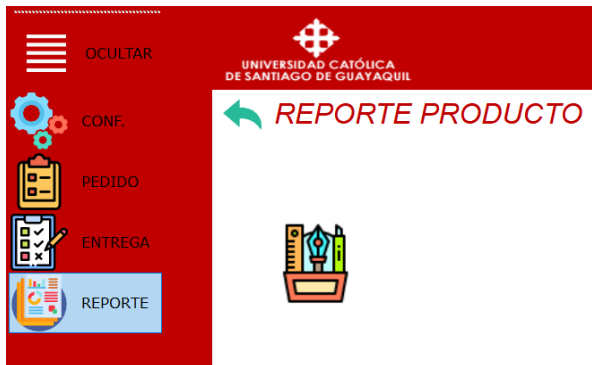 OCULTAR
CONF.
PEDIDO
ENTREGA
REPORTE
UNIVERSIDAD CATÓLICA
DE SANTIAGO DE GUAYAQUIL
REPORTE PRODUCTO